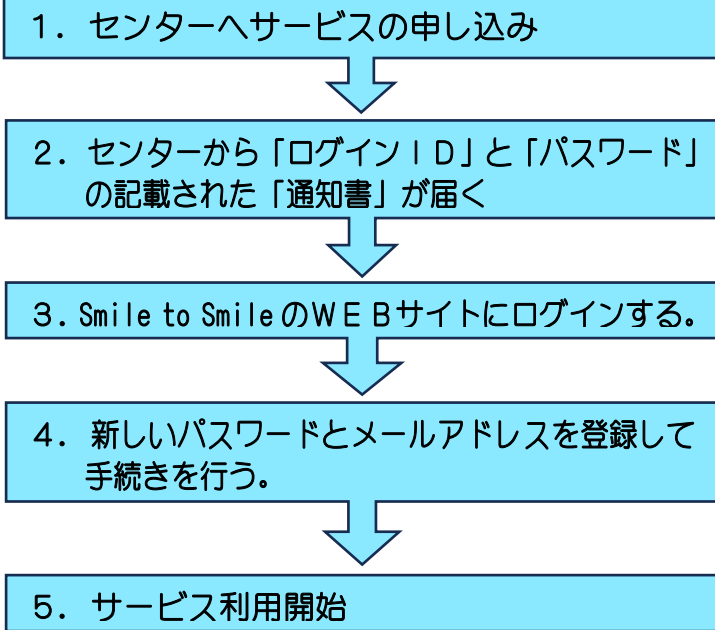 １．センターへサービスの申し込み
２．センターから「ログインＩＤ」と「パスワード」
の記載された「通知書」が届く
３．Smile to SmileのＷＥＢサイトにログインする。
４．新しいパスワードとメールアドレスを登録して
手続きを行う。
５．サービス利用開始